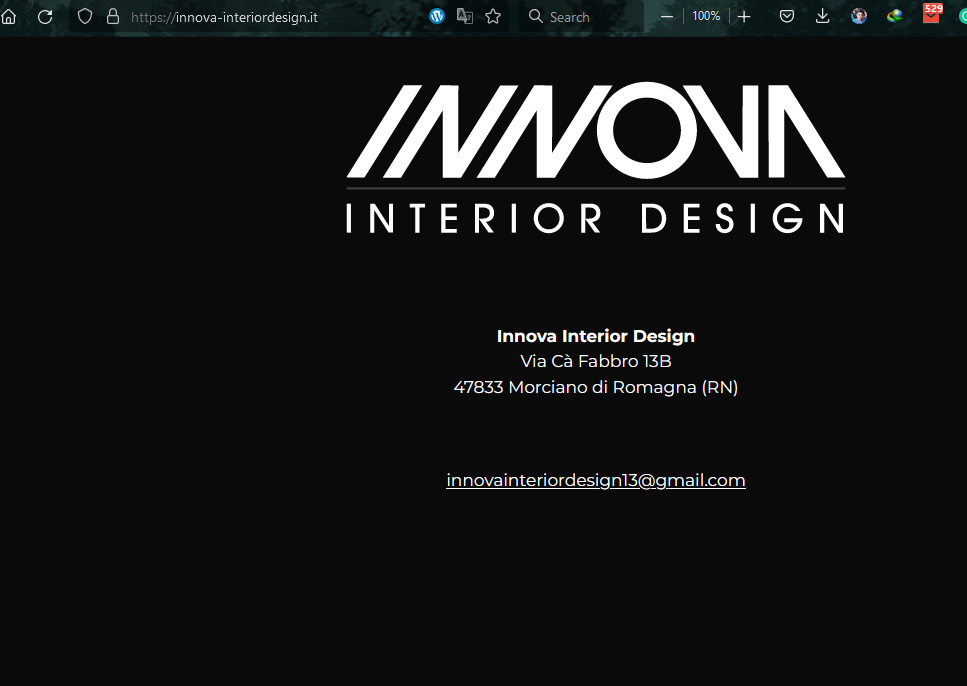 https://innova-interiordesign.it
Search
100%
529
INNOVA
INTERIOR DESIGN
Innova Interior Design
Via Cà Fabbro 13B
47833 Morciano di Romagna (RN)
innovainteriordesign13@gmail.com